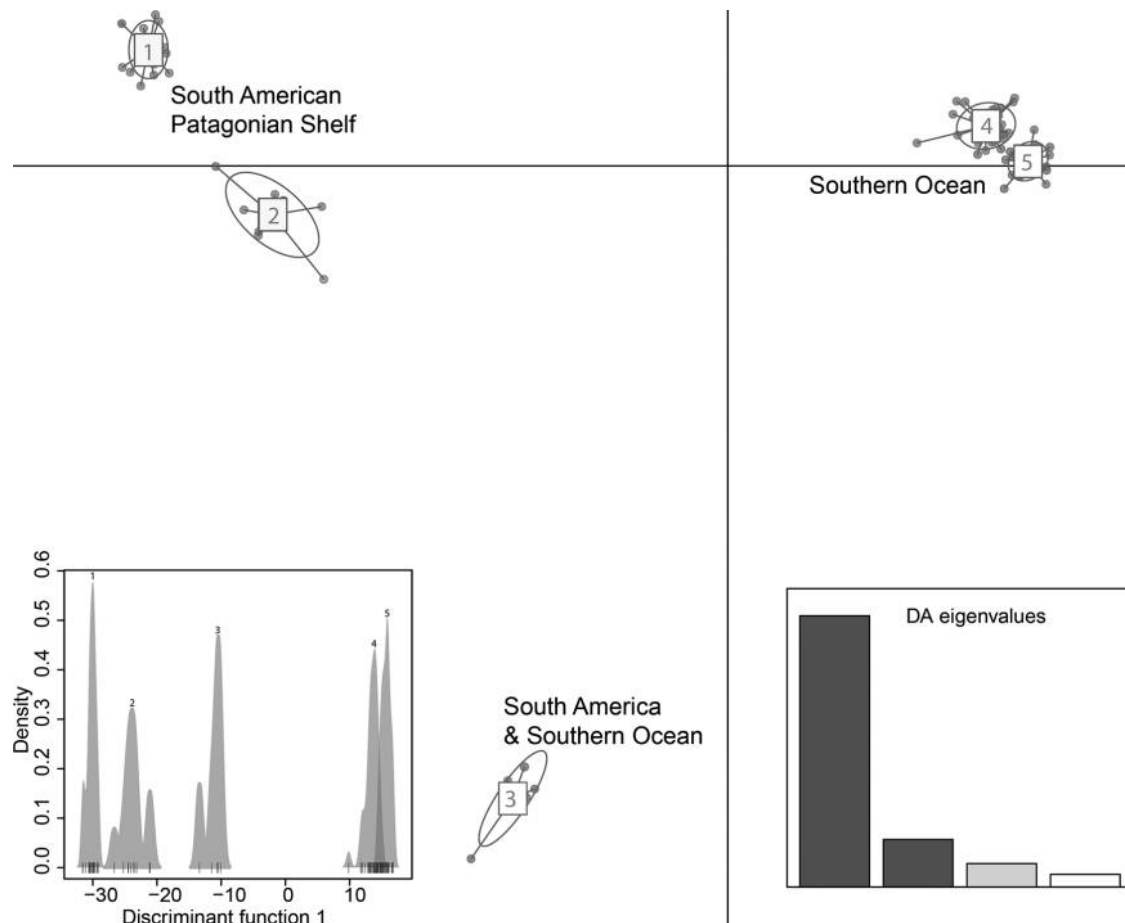 1
South American
Patagonian Shelf
4
5
Southern Ocean
2
South America
& Southern Ocean
3
Density
0.6
0.5
0.4
0.3
0.2
0.1
0.0
1
2
3
4
5
−30 −20 −10 0 10
Discriminant function 1
DA eigenvalues